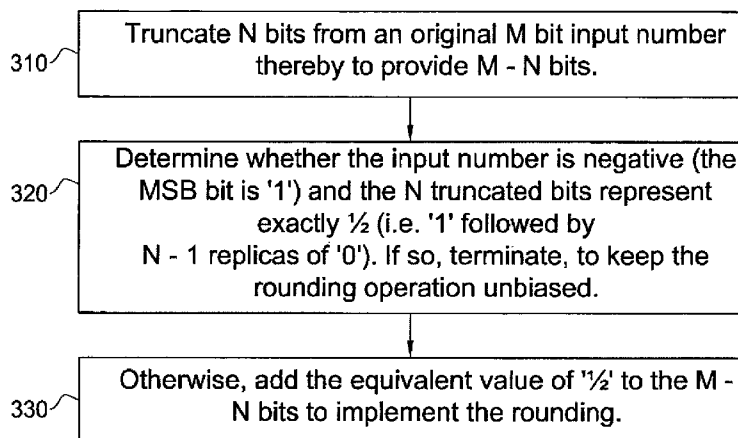 310
Truncate N bits from an original M bit input number
thereby to provide M - N bits.
320
Determine whether the input number is negative (the
MSB bit is '1') and the N truncated bits represent
exactly ½ (i.e. '1' followed by
N - 1 replicas of '0'). If so, terminate, to keep the
rounding operation unbiased.
330
Otherwise, add the equivalent value of '½' to the M -
N bits to implement the rounding.